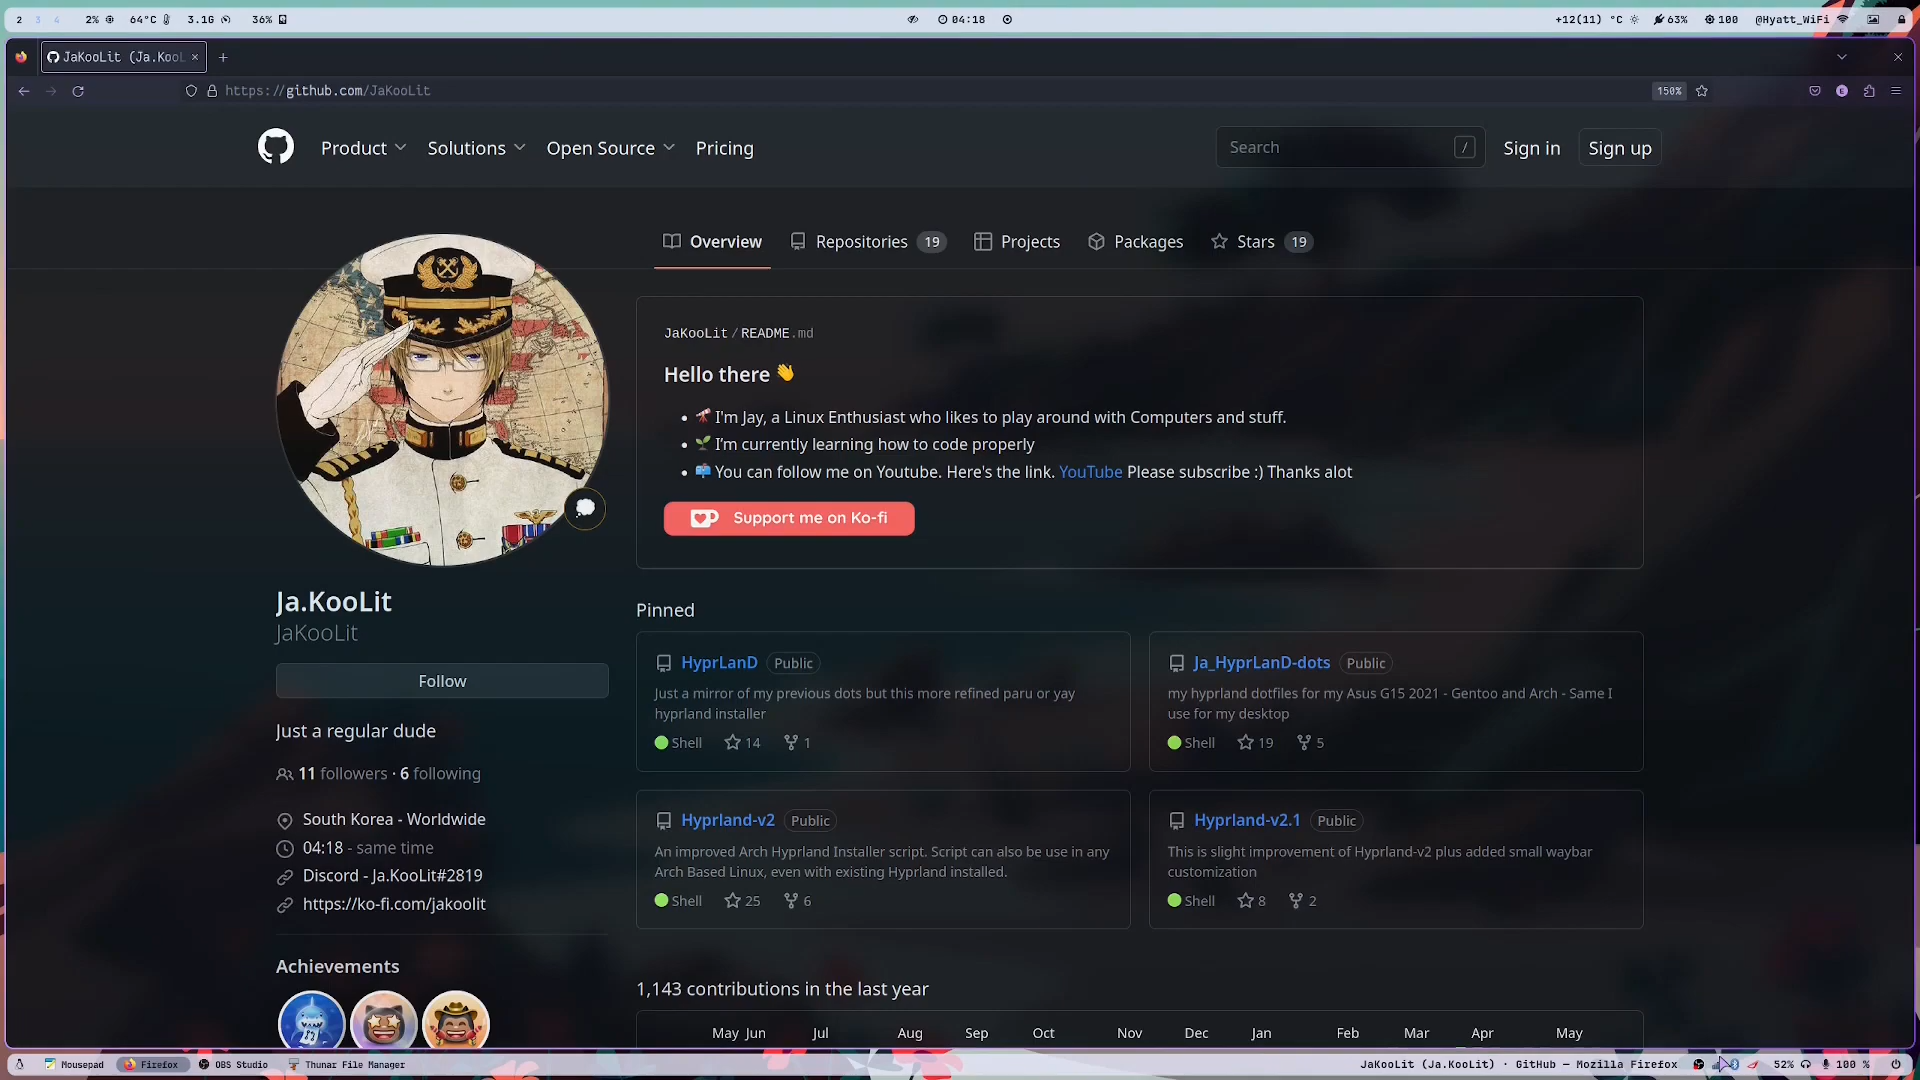 2 3 4 2% 64°C 3.1G 36% 04:18 +12(11) °C 63% 100 @Hyatt_WiFi
JaKooLit (Ja.KooL
https://github.com/JaKooLit 150%
Product Solutions Open Source Pricing Search / Sign in Sign up
Overview Repositories 19 Projects Packages Stars 19
JaKooLit/README.md
Hello there 👋
• I'm Jay, a Linux Enthusiast who likes to play around with Computers and stuff.
• I'm currently learning how to code properly
• You can follow me on Youtube. Here's the link. YouTube Please subscribe :) Thanks alot
Support me on Ko-fi
Ja.KooLit
JaKooLit
Follow
Just a regular dude
11 followers · 6 following
South Korea - Worldwide
04:18 - same time
Discord - Ja.KooLit#2819
https://ko-fi.com/jakoolit
Achievements
Pinned
HyprLanD Public
Just a mirror of my previous dots but this more refined paru or yay
hyprland installer
Shell 14 1
Ja_HyprLanD-dots Public
my hyprland dotfiles for my Asus G15 2021 - Gentoo and Arch - Same I
use for my desktop
Shell 19 5
Hyprland-v2 Public
An improved Arch Hyprland Installer script. Script can also be use in any
Arch Based Linux, even with existing Hyprland installed.
Shell 25 6
Hyprland-v2.1 Public
This is slight improvement of Hyprland-v2 plus added small waybar
customization
Shell 8 2
1,143 contributions in the last year
May Jun Jul Aug Sep Oct Nov Dec Jan Feb Mar Apr May
Mousepad Firefox OBS Studio Thunar File Manager JaKooLit (Ja.KooLit) · GitHub — Mozilla Firefox 52% 100 %